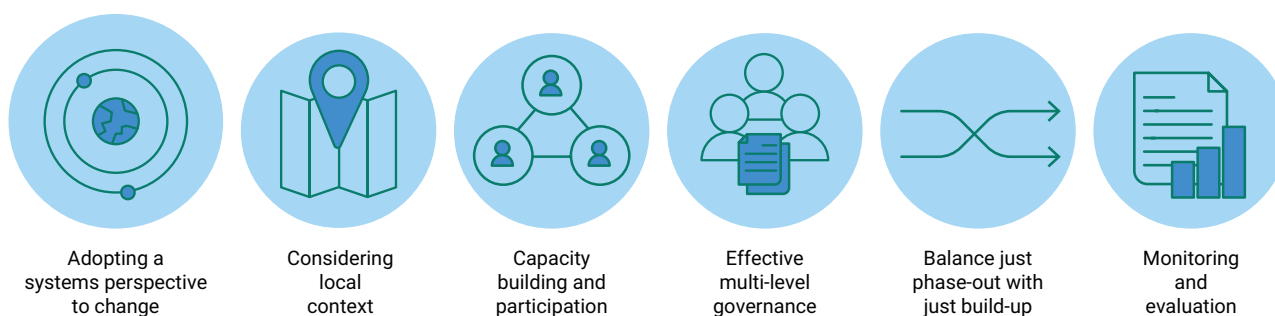 Adopting a
systems perspective
to change
Considering
local
context
Capacity
building and
participation
Effective
multi-level
governance
Balance just
phase-out with
just build-up
Monitoring
and
evaluation